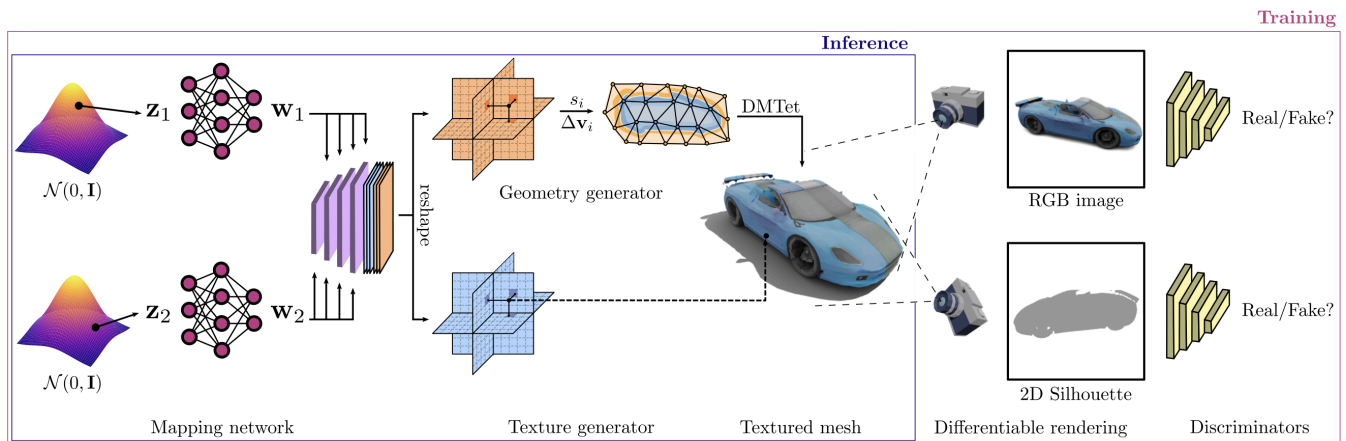 Training
Inference
z₁
w₁
𝒩(0, I)
sᵢ
Δvᵢ
DMTet
Real/Fake?
Geometry generator
RGB image
reshape
z₂
w₂
𝒩(0, I)
Real/Fake?
2D Silhouette
Mapping network
Texture generator
Textured mesh
Differentiable rendering
Discriminators